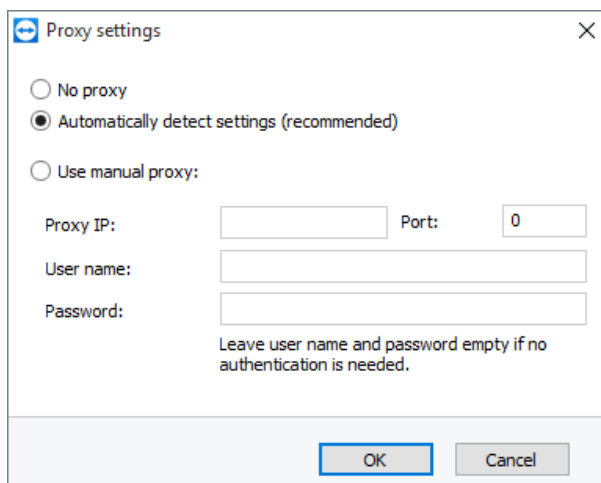 Proxy settings
No proxy
Automatically detect settings (recommended)
Use manual proxy:
Proxy IP: Port: 0
User name:
Password:
Leave user name and password empty if no
authentication is needed.
OK Cancel